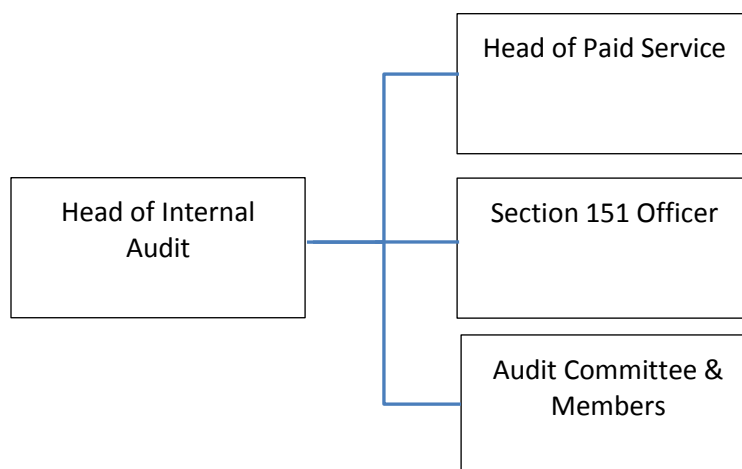 Head of Paid Service
Head of Internal
Audit
Section 151 Officer
Audit Committee &
Members